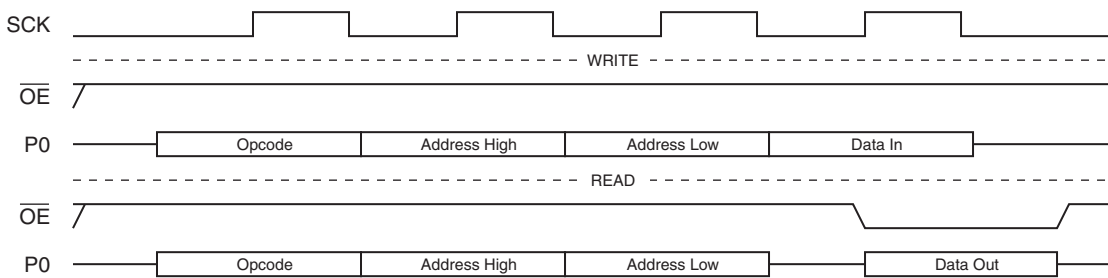 SCK
WRITE
OE
P0 Opcode Address High Address Low Data In
READ
OE
P0 Opcode Address High Address Low Data Out